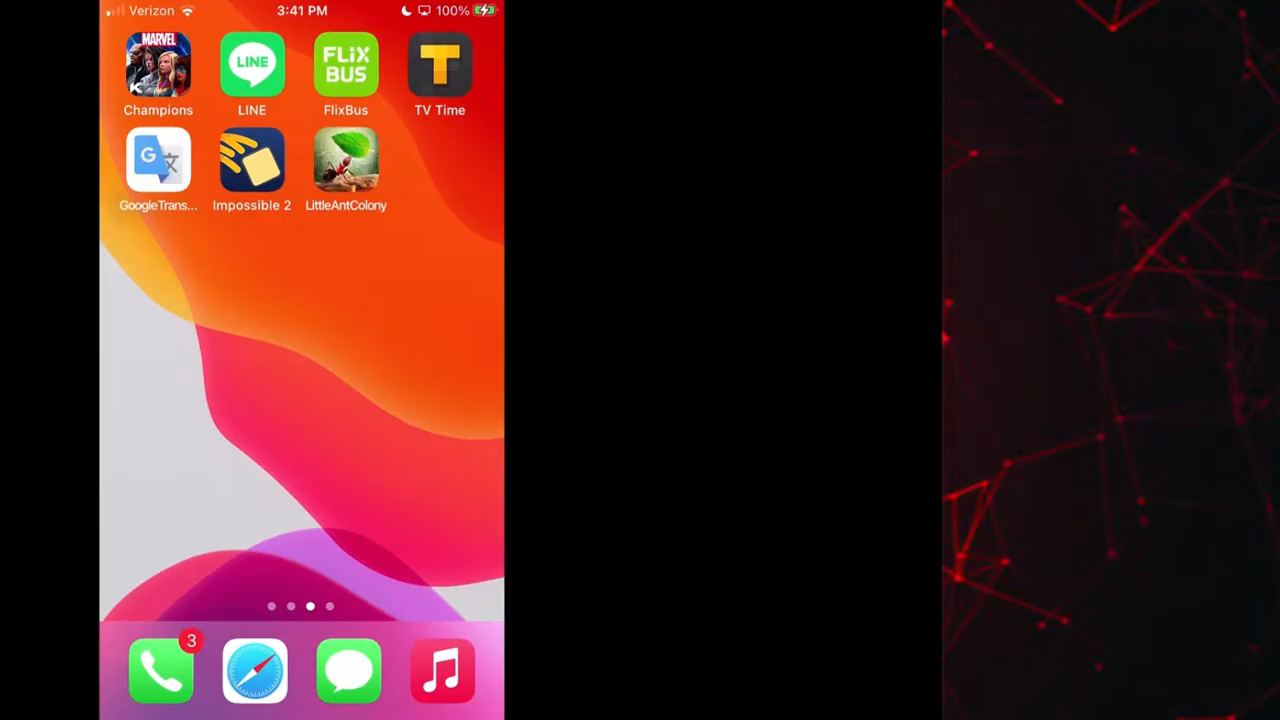 Verizon 3:41 PM 100%
MARVEL
LINE
FLiX
BUS
T
Champions LINE FlixBus TV Time
G
GoogleTrans... Impossible 2 LittleAntColony
3